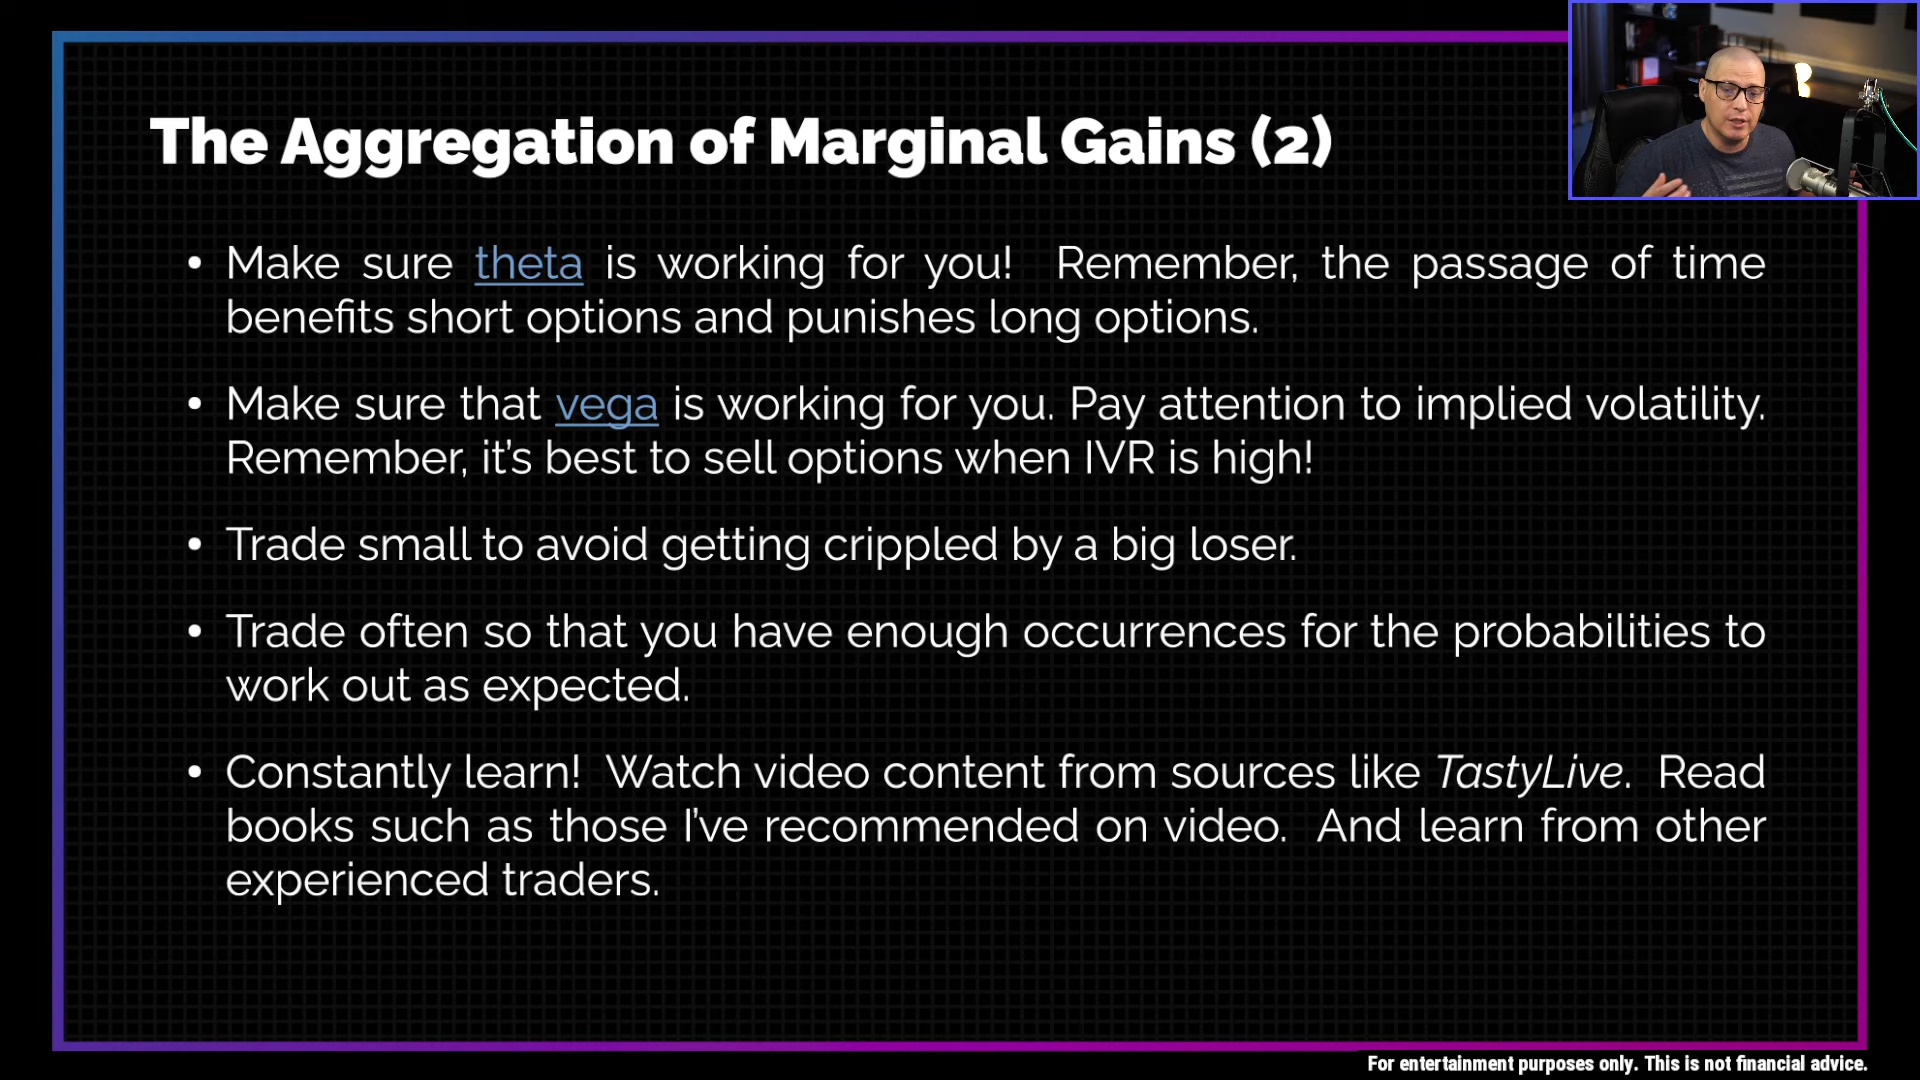 The Aggregation of Marginal Gains (2)
• Make sure theta is working for you! Remember, the passage of time
benefits short options and punishes long options.
• Make sure that vega is working for you. Pay attention to implied volatility.
Remember, it's best to sell options when IVR is high!
• Trade small to avoid getting crippled by a big loser.
• Trade often so that you have enough occurrences for the probabilities to
work out as expected.
• Constantly learn! Watch video content from sources like TastyLive. Read
books such as those I've recommended on video. And learn from other
experienced traders.
For entertainment purposes only. This is not financial advice.